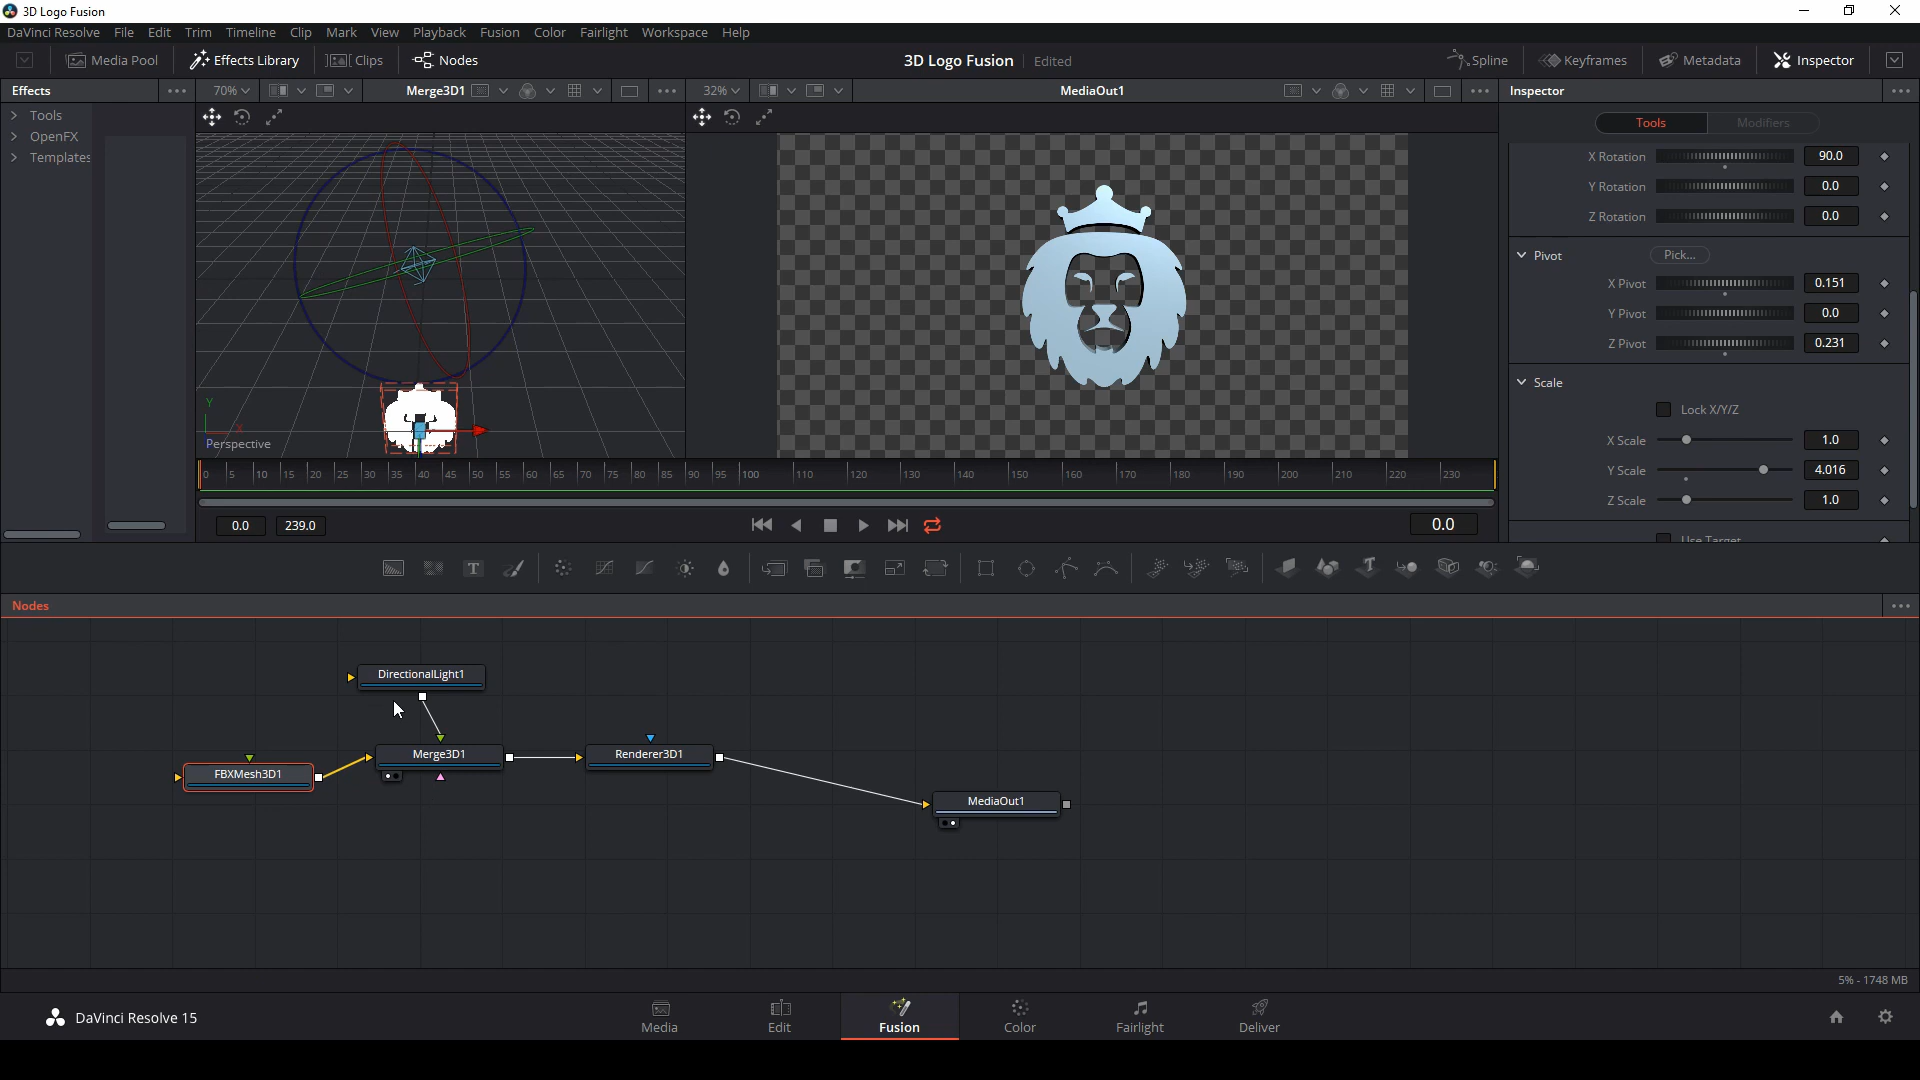 3D Logo Fusion
DaVinci Resolve File Edit Trim Timeline Clip Mark View Playback Fusion Color Fairlight Workspace Help
Media Pool Effects Library Clips Nodes 3D Logo Fusion Edited Spline Keyframes Metadata Inspector
Effects 70% Merge3D1 32% MediaOut1 Inspector
Tools
OpenFX
Templates
Tools Modifiers
X Rotation 90.0
Y Rotation 0.0
Z Rotation 0.0
Pivot Pick...
X Pivot 0.151
Y Pivot 0.0
Z Pivot 0.231
Scale
Lock X/Y/Z
X Scale 1.0
Y Scale 4.016
Z Scale 1.0
Use Target
Y
X
Perspective
0 5 10 15 20 25 30 35 40 45 50 55 60 65 70 75 80 85 90 95 100 110 120 130 140 150 160 170 180 190 200 210 220 230
0.0 239.0 0.0
Nodes
DirectionalLight1
FBXMesh3D1 Merge3D1 Renderer3D1
MediaOut1
5% - 1748 MB
DaVinci Resolve 15
Media Edit Fusion Color Fairlight Deliver